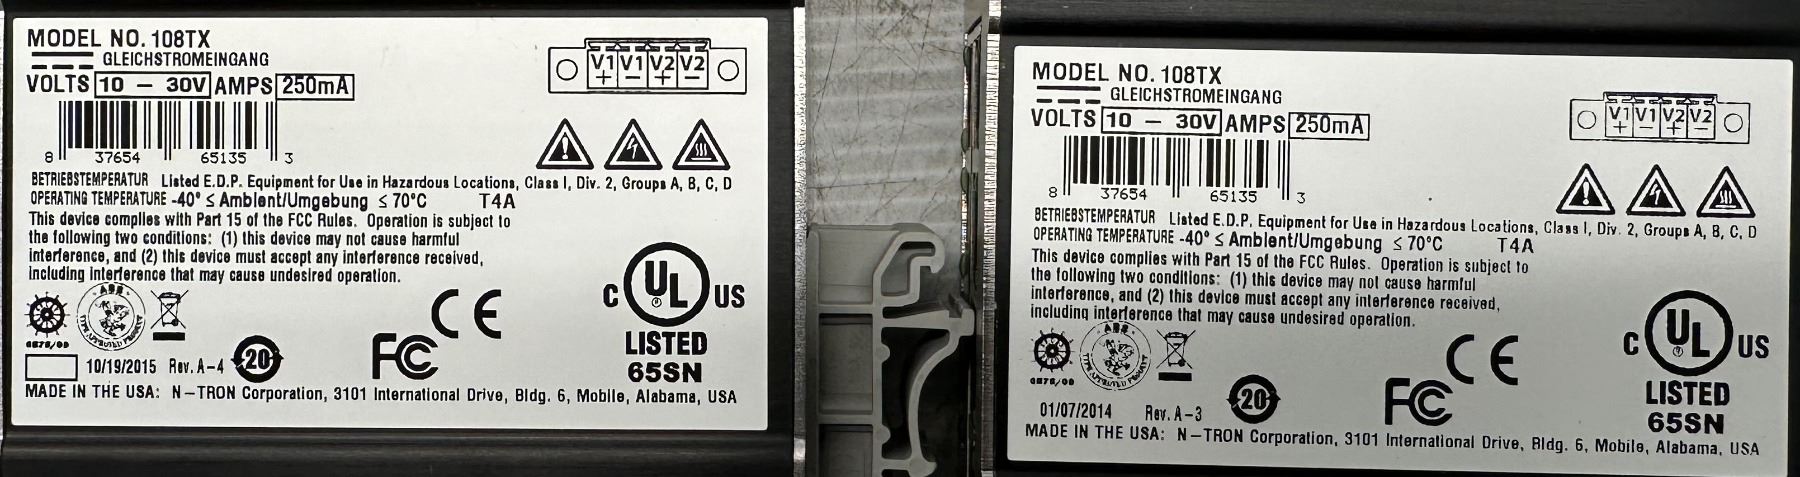 MODEL NO. 108TX
GLEICHSTROMEINGANG
VOLTS 10 – 30V AMPS 250mA
V1 V1 V2 V2
+ – + –
8 37654 65135 3
BETRIEBSTEMPERATUR Listed E.D.P. Equipment for Use in Hazardous Locations, Class I, Div. 2, Groups A, B, C, D
OPERATING TEMPERATURE -40° ≤ Ambient/Umgebung ≤ 70°C T4A
This device complies with Part 15 of the FCC Rules. Operation is subject to
the following two conditions: (1) this device may not cause harmful
interference, and (2) this device must accept any interference received,
including interference that may cause undesired operation.
ABS
TYPE APPROVED PRODUCT
C UL US
LISTED
65SN
CE
FC
20
10/19/2015 Rev. A-4
MADE IN THE USA: N-TRON Corporation, 3101 International Drive, Bldg. 6, Mobile, Alabama, USA
MODEL NO. 108TX
GLEICHSTROMEINGANG
VOLTS 10 – 30V AMPS 250mA
V1 V1 V2 V2
+ – + –
8 37654 65135 3
BETRIEBSTEMPERATUR Listed E.D.P. Equipment for Use in Hazardous Locations, Class I, Div. 2, Groups A, B, C, D
OPERATING TEMPERATURE -40° ≤ Ambient/Umgebung ≤ 70°C T4A
This device complies with Part 15 of the FCC Rules. Operation is subject to
the following two conditions: (1) this device may not cause harmful
interference, and (2) this device must accept any interference received,
including interference that may cause undesired operation.
ABS
TYPE APPROVED PRODUCT
C UL US
LISTED
65SN
CE
FC
20
01/07/2014 Rev. A-3
MADE IN THE USA: N-TRON Corporation, 3101 International Drive, Bldg. 6, Mobile, Alabama, USA